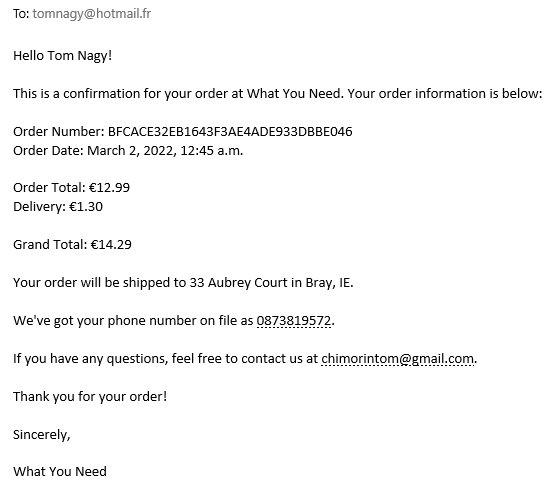 To: tomnagy@hotmail.fr
Hello Tom Nagy!
This is a confirmation for your order at What You Need. Your order information is below:
Order Number: BFCACE32EB1643F3AE4ADE933DBBE046
Order Date: March 2, 2022, 12:45 a.m.
Order Total: €12.99
Delivery: €1.30
Grand Total: €14.29
Your order will be shipped to 33 Aubrey Court in Bray, IE.
We've got your phone number on file as 0873819572.
If you have any questions, feel free to contact us at chimorintom@gmail.com.
Thank you for your order!
Sincerely,
What You Need